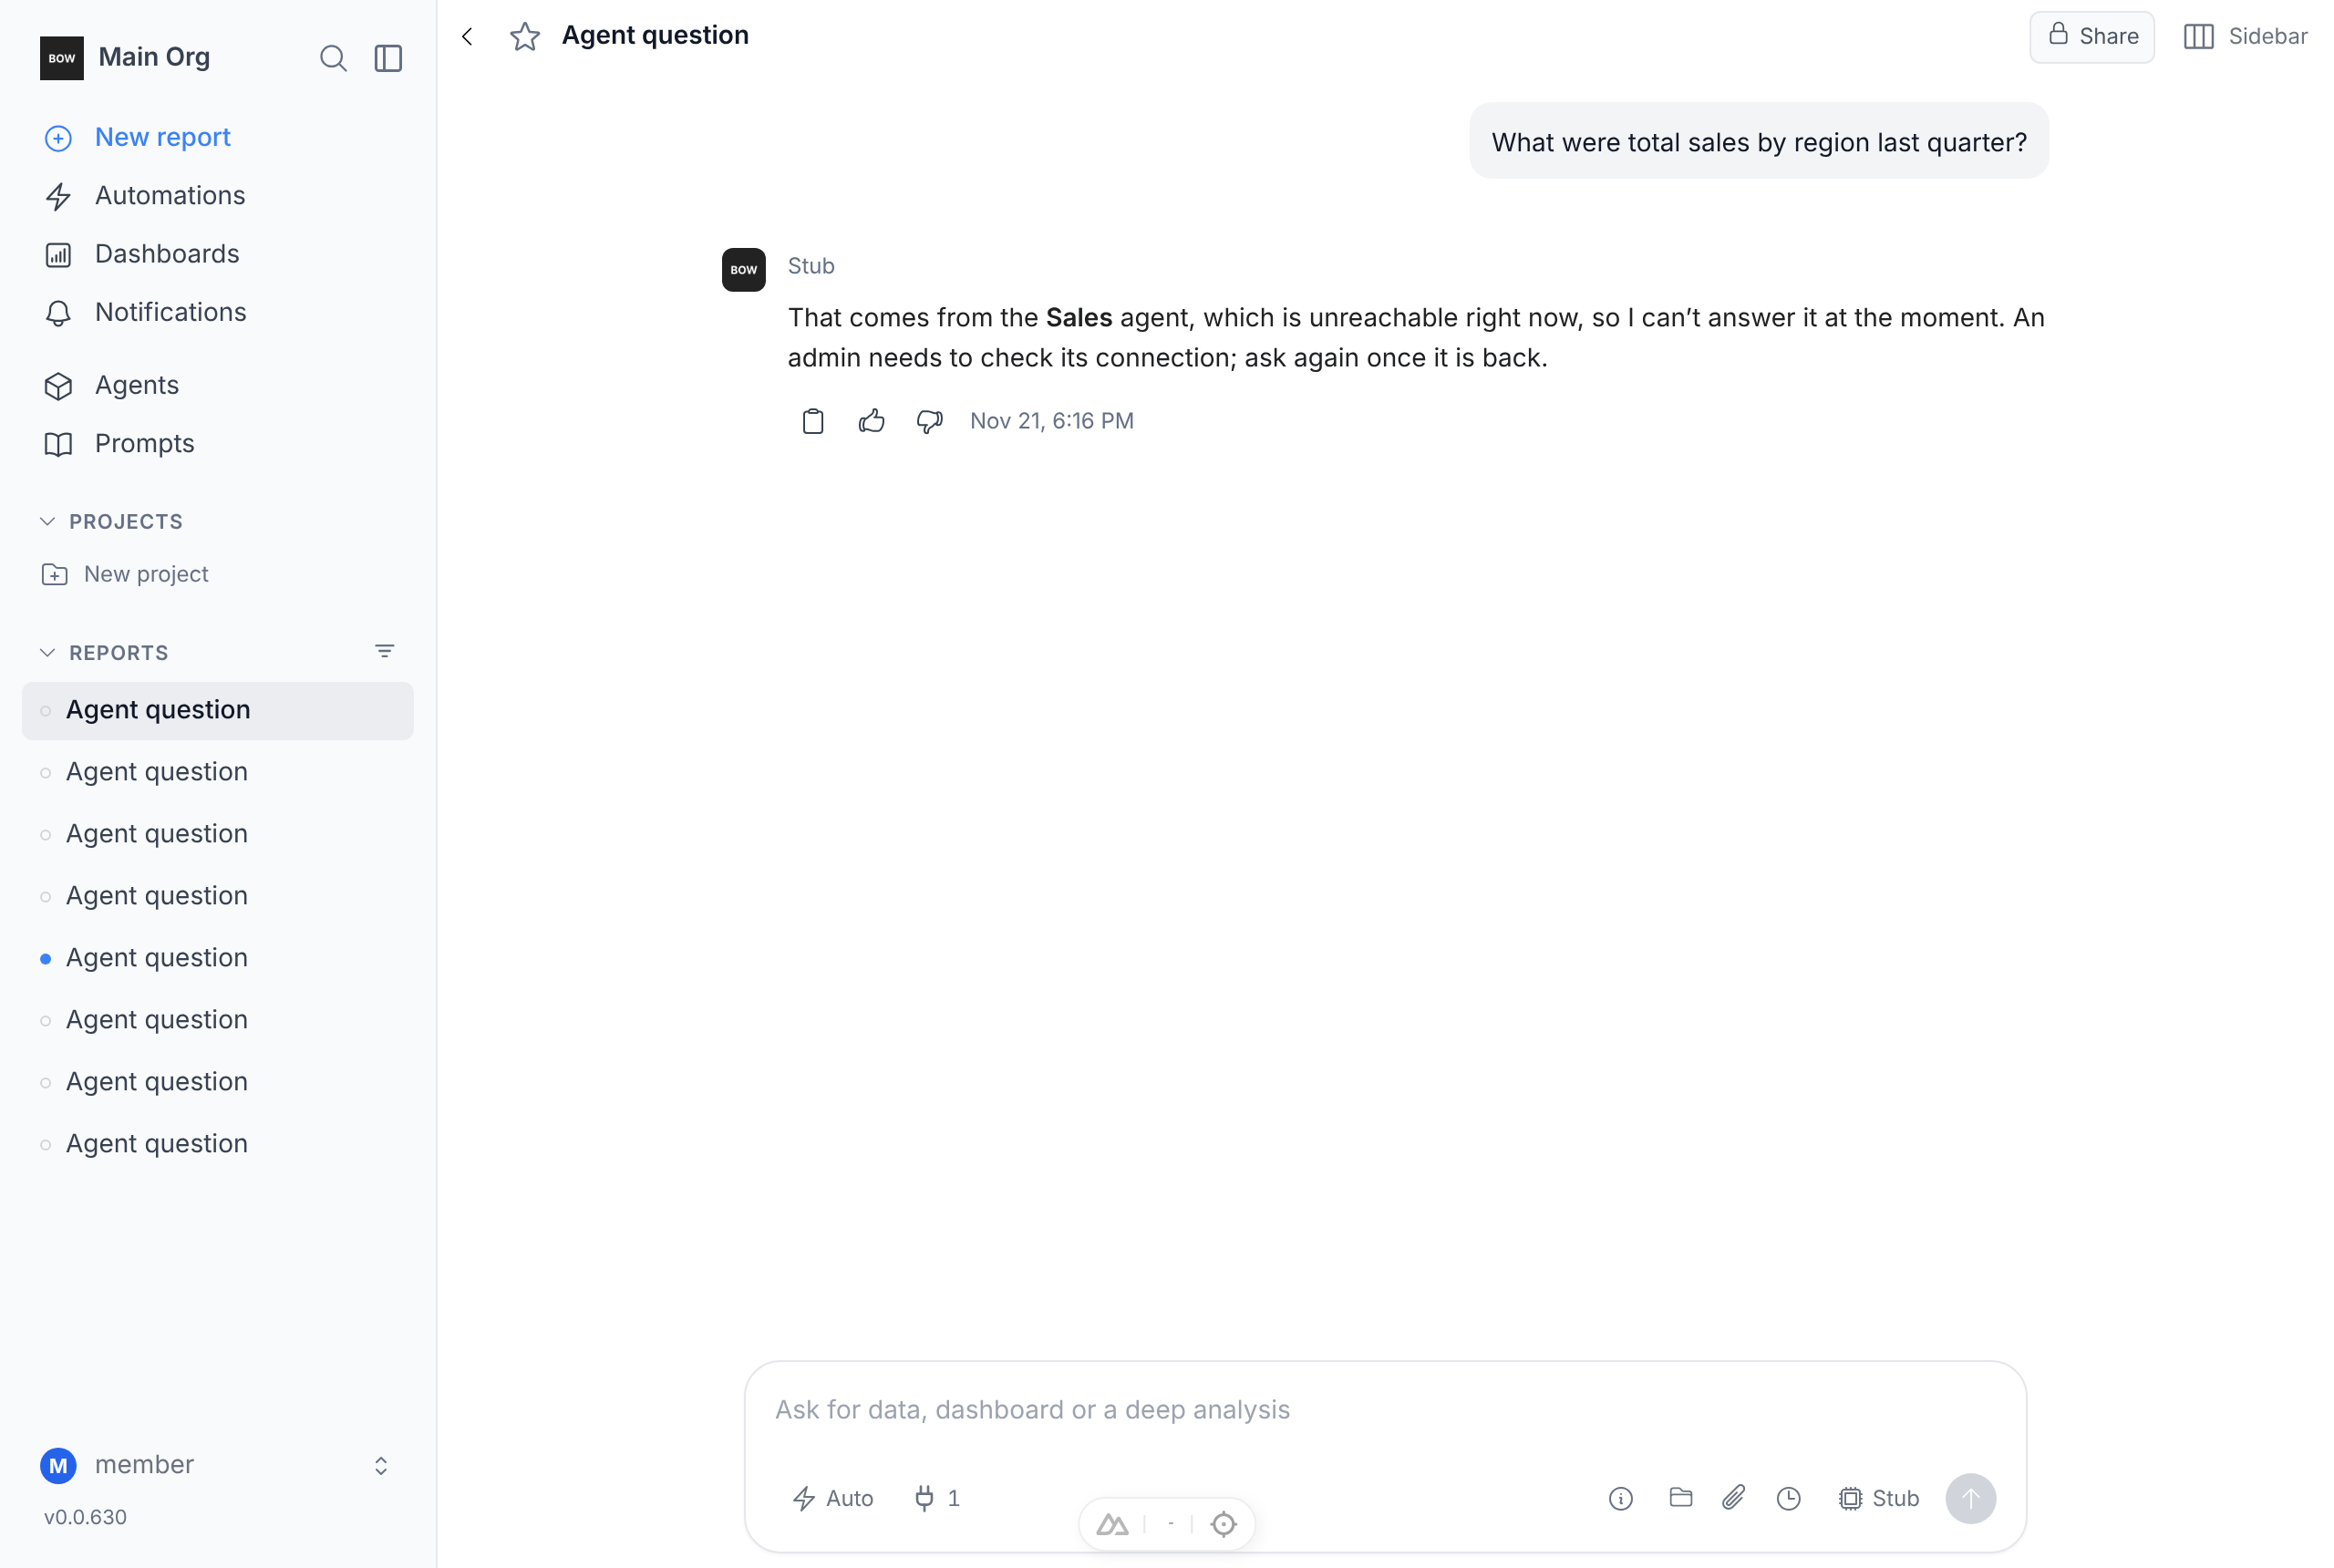 BOW Main Org
New report
Automations
Dashboards
Notifications
Agents
Prompts
PROJECTS
New project
REPORTS
Agent question
Agent question
Agent question
Agent question
Agent question
Agent question
Agent question
Agent question
M member
v0.0.630
Agent question
Share
Sidebar
What were total sales by region last quarter?
BOW Stub
That comes from the Sales agent, which is unreachable right now, so I can’t answer it at the moment. An
admin needs to check its connection; ask again once it is back.
Nov 21, 6:16 PM
Ask for data, dashboard or a deep analysis
Auto 1 Stub
-